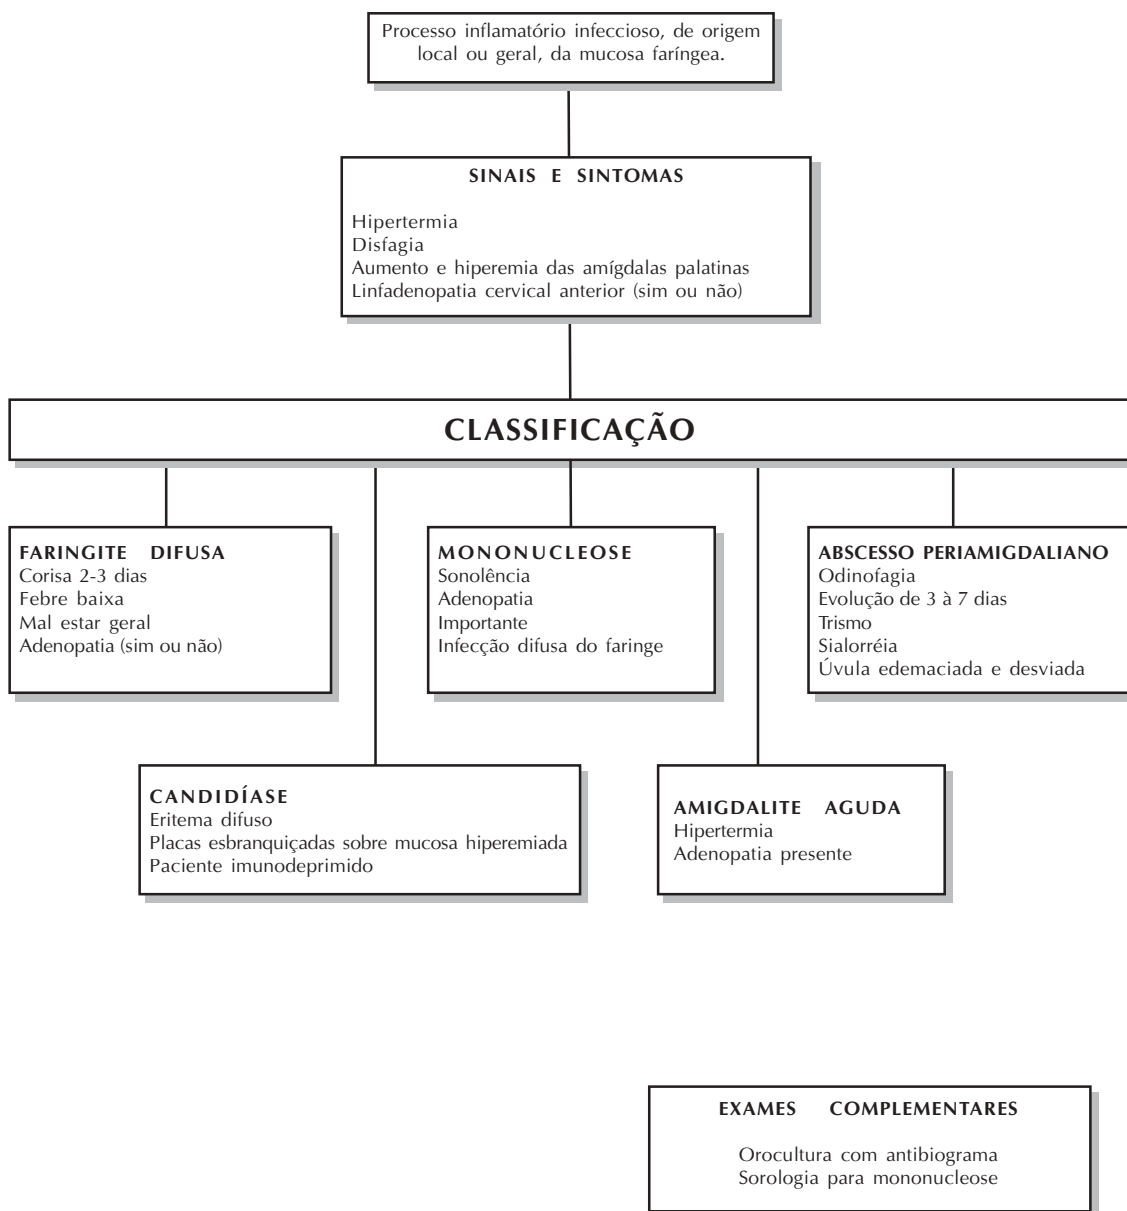 Processo inflamatório infeccioso, de origem
local ou geral, da mucosa faríngea.
SINAIS E SINTOMAS
Hipertermia
Disfagia
Aumento e hiperemia das amígdalas palatinas
Linfadenopatia cervical anterior (sim ou não)
CLASSIFICAÇÃO
FARINGITE DIFUSA
Corisa 2-3 dias
Febre baixa
Mal estar geral
Adenopatia (sim ou não)
MONONUCLEOSE
Sonolência
Adenopatia
Importante
Infecção difusa do faringe
ABSCESSO PERIAMIGDALIANO
Odinofagia
Evolução de 3 à 7 dias
Trismo
Sialorréia
Úvula edemaciada e desviada
CANDIDÍASE
Eritema difuso
Placas esbranquiçadas sobre mucosa hiperemiada
Paciente imunodeprimido
AMIGDALITE AGUDA
Hipertermia
Adenopatia presente
EXAMES COMPLEMENTARES
Orocultura com antibiograma
Sorologia para mononucleose